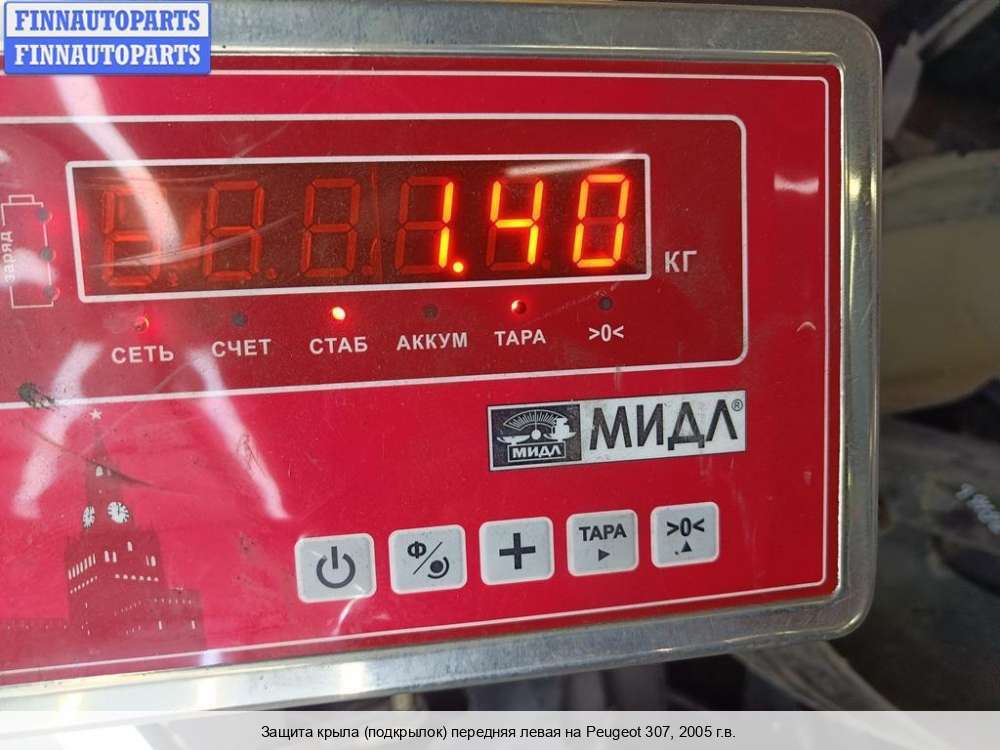 FINNAUTOPARTS
FINNAUTOPARTS
1.40
КГ
заряд
СЕТЬ СЧЕТ СТАБ АККУМ ТАРА >0<
МИДЛ МИДЛ®
Ф ТАРА >0<
Защита крыла (подкрылок) передняя левая на Peugeot 307, 2005 г.в.